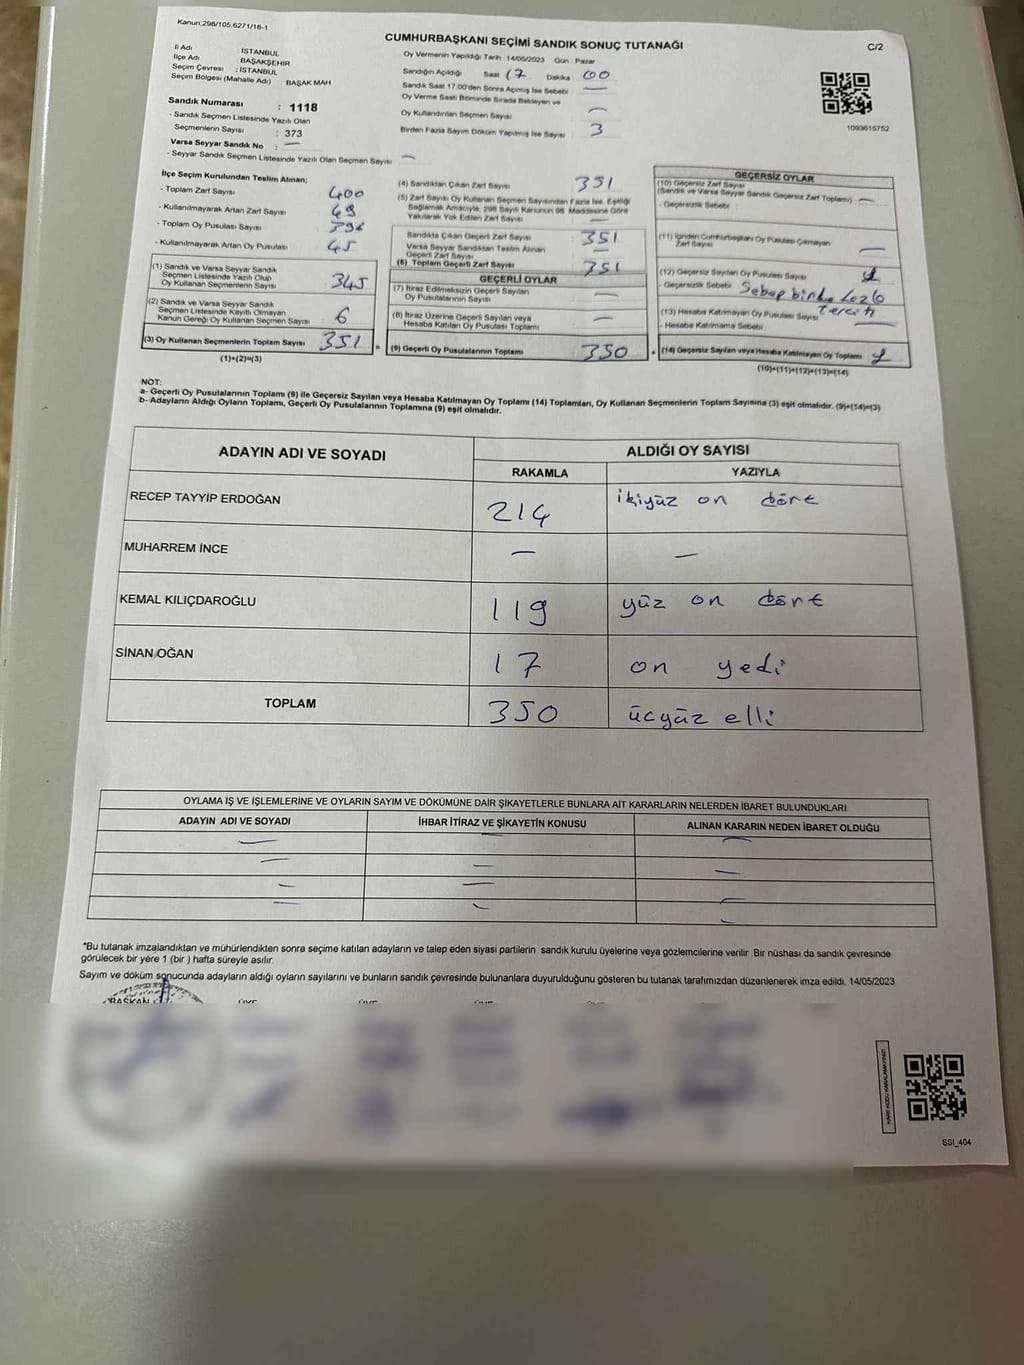 Kanun:298/105,6271/18-1
CUMHURBAŞKANI SEÇİMİ SANDIK SONUÇ TUTANAĞI
C/2
İl Adı : İSTANBUL
İlçe Adı : BAŞAKŞEHİR
Seçim Çevresi : İSTANBUL
Seçim Bölgesi (Mahalle Adı) : BAŞAK MAH
Oy Vermenin Yapıldığı Tarih :14/05/2023 Gün : Pazar
Sandığın Açıldığı Saat 17 Dakika : 00
Sandık Saat 17:00'den Sonra Açımış İse Sebebi : —
Oy Verme Saati Bitiminde Sırada Bekleyen ve
Oy Kullandırılan Seçmen Sayısı : —
Birden Fazla Sayım Döküm Yapılmış İse Sayısı : 3
1093615752
Sandık Numarası : 1118
- Sandık Seçmen Listesinde Yazılı Olan
Seçmenlerin Sayısı : 373
Varsa Seyyar Sandık No : —
- Seyyar Sandık Seçmen Listesinde Yazılı Olan Seçmen Sayısı : —
İlçe Seçim Kurulundan Teslim Alınan;
- Toplam Zarf Sayısı : 400
- Kullanılmayarak Artan Zarf Sayısı : 49
- Toplam Oy Pusulası Sayısı : 396
- Kullanılmayarak Artan Oy Pusulası : 45
(1) Sandık ve Varsa Seyyar Sandık
Seçmen Listesinde Yazılı Olup
Oy Kullanan Seçmenlerin Sayısı : 345
(2) Sandık ve Varsa Seyyar Sandık
Seçmen Listesinde Kayıtlı Olmayan
Kanun Gereği Oy Kullanan Seçmen Sayısı : 6
(3) Oy Kullanan Seçmenlerin Toplam Sayısı : 351 =
(1)+(2)=(3)
(4) Sandıktan Çıkan Zarf Sayısı : 351
(5) Zarf Sayısı Oy Kullanan Seçmen Sayısından Fazla İse, Eşitliği
Sağlamak Amacıyla; 298 Sayılı Kanunun 98. Maddesine Göre
Yakılarak Yok Edilen Zarf Sayısı : —
Sandıkta Çıkan Geçerli Zarf Sayısı : 351
Varsa Seyyar Sandıktan Teslim Alınan
Geçerli Zarf Sayısı : —
(6) Toplam Geçerli Zarf Sayısı : 351
GEÇERLİ OYLAR
(7) İtiraz Edilmeksizin Geçerli Sayılan
Oy Pusulalarının Sayısı : —
(8) İtiraz Üzerine Geçerli Sayılan veya
Hesaba Katılan Oy Pusulası Toplamı : —
(9) Geçerli Oy Pusulalarının Toplamı : 350 +
GEÇERSİZ OYLAR
(10) Geçersiz Zarf Sayısı
(Sandık ve Varsa Seyyar Sandık Geçersiz Zarf Toplamı) : —
- Geçersizlik Sebebi :
(11) İçinden Cumhurbaşkanı Oy Pusulası Çıkmayan
Zarf Sayısı : —
(12) Geçersiz Sayılan Oy Pusulası Sayısı : 1
- Geçersizlik Sebebi : Sebep birden fazla
tercih
(13) Hesaba Katılmayan Oy Pusulası Sayısı : —
- Hesaba Katılmama Sebebi :
(14) Geçersiz Sayılan veya Hesaba Katılmayan Oy Toplamı : 1
(10)+(11)+(12)+(13)=(14)
NOT:
a- Geçerli Oy Pusulalarının Toplamı (9) ile Geçersiz Sayılan veya Hesaba Katılmayan Oy Toplamı (14) Toplamları, Oy Kullanan Seçmenlerin Toplam Sayısına (3) eşit olmalıdır. (9)+(14)=(3)
b- Adayların Aldığı Oyların Toplamı, Geçerli Oy Pusulalarının Toplamına (9) eşit olmalıdır.
ADAYIN ADI VE SOYADI ALDIĞI OY SAYISI
RAKAMLA YAZIYLA
RECEP TAYYİP ERDOĞAN 214 ikiyüz on dört
MUHARREM İNCE — —
KEMAL KILIÇDAROĞLU 119 yüz on dört
SİNAN OĞAN 17 on yedi
TOPLAM 350 üçyüz elli
OYLAMA İŞ VE İŞLEMLERİNE VE OYLARIN SAYIM VE DÖKÜMÜNE DAİR ŞİKAYETLERLE BUNLARA AİT KARARLARIN NELERDEN İBARET BULUNDUKLARI
ADAYIN ADI VE SOYADI İHBAR İTİRAZ VE ŞİKAYETİN KONUSU ALINAN KARARIN NEDEN İBARET OLDUĞU
— — —
— — —
— — —
— — —
*Bu tutanak imzalandıktan ve mühürlendikten sonra seçime katılan adayların ve talep eden siyasi partilerin sandık kurulu üyelerine veya gözlemcilerine verilir Bir nüshası da sandık çevresinde
görülecek bir yere 1 (bir ) hafta süreyle asılır.
Sayım ve döküm sonucunda adayların aldığı oyların sayılarını ve bunların sandık çevresinde bulunanlara duyurulduğunu gösteren bu tutanak tarafımızdan düzenlenerek imza edildi. 14/05/2023
BAŞKAN ÜYE ÜYE ÜYE
SSI_404